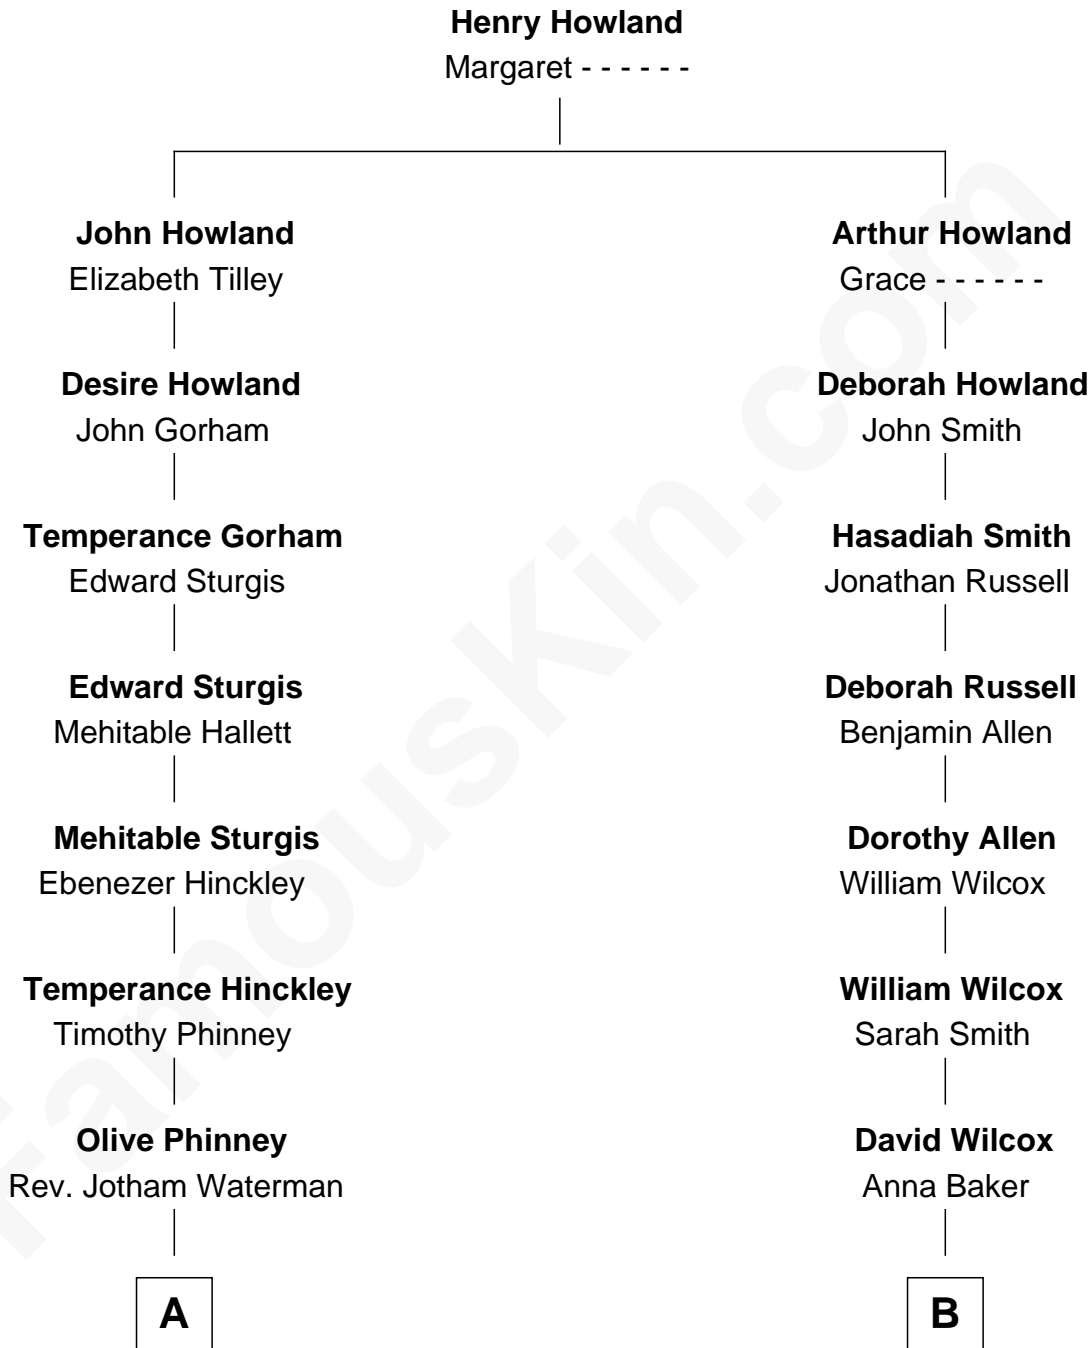 Henry Howland
Margaret - - - - - -
John Howland
Elizabeth Tilley
Arthur Howland
Grace - - - - - -
Desire Howland
John Gorham
Deborah Howland
John Smith
Temperance Gorham
Edward Sturgis
Hasadiah Smith
Jonathan Russell
Edward Sturgis
Mehitable Hallett
Deborah Russell
Benjamin Allen
Mehitable Sturgis
Ebenezer Hinckley
Dorothy Allen
William Wilcox
Temperance Hinckley
Timothy Phinney
William Wilcox
Sarah Smith
Olive Phinney
Rev. Jotham Waterman
David Wilcox
Anna Baker
A
B
FamousKin.com